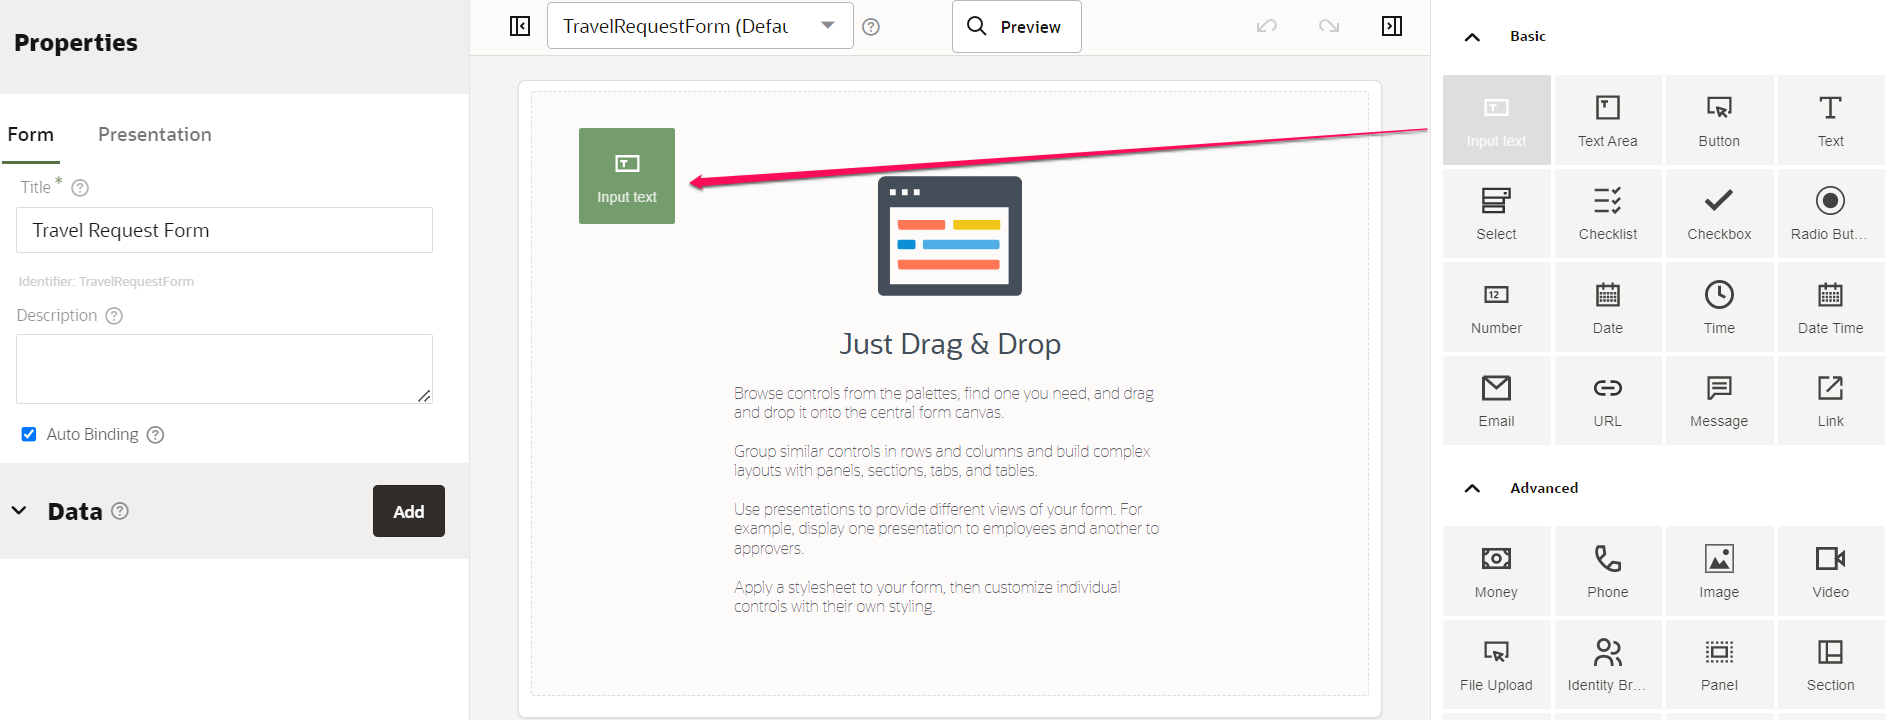 Properties
Form
Presentation
Title *
Travel Request Form
Identifier: TravelRequestForm
Description
Auto Binding
Data
Add
TravelRequestForm (Defau
Preview
Input text
Just Drag & Drop
Browse controls from the palettes, find one you need, and drag
and drop it onto the central form canvas.
Group similar controls in rows and columns and build complex
layouts with panels, sections, tabs, and tables.
Use presentations to provide different views of your form. For
example, display one presentation to employees and another to
approvers.
Apply a stylesheet to your form, then customize individual
controls with their own styling.
Basic
Input text
Text Area
Button
Text
Select
Checklist
Checkbox
Radio But...
Number
Date
Time
Date Time
Email
URL
Message
Link
Advanced
Money
Phone
Image
Video
File Upload
Identity Br...
Panel
Section